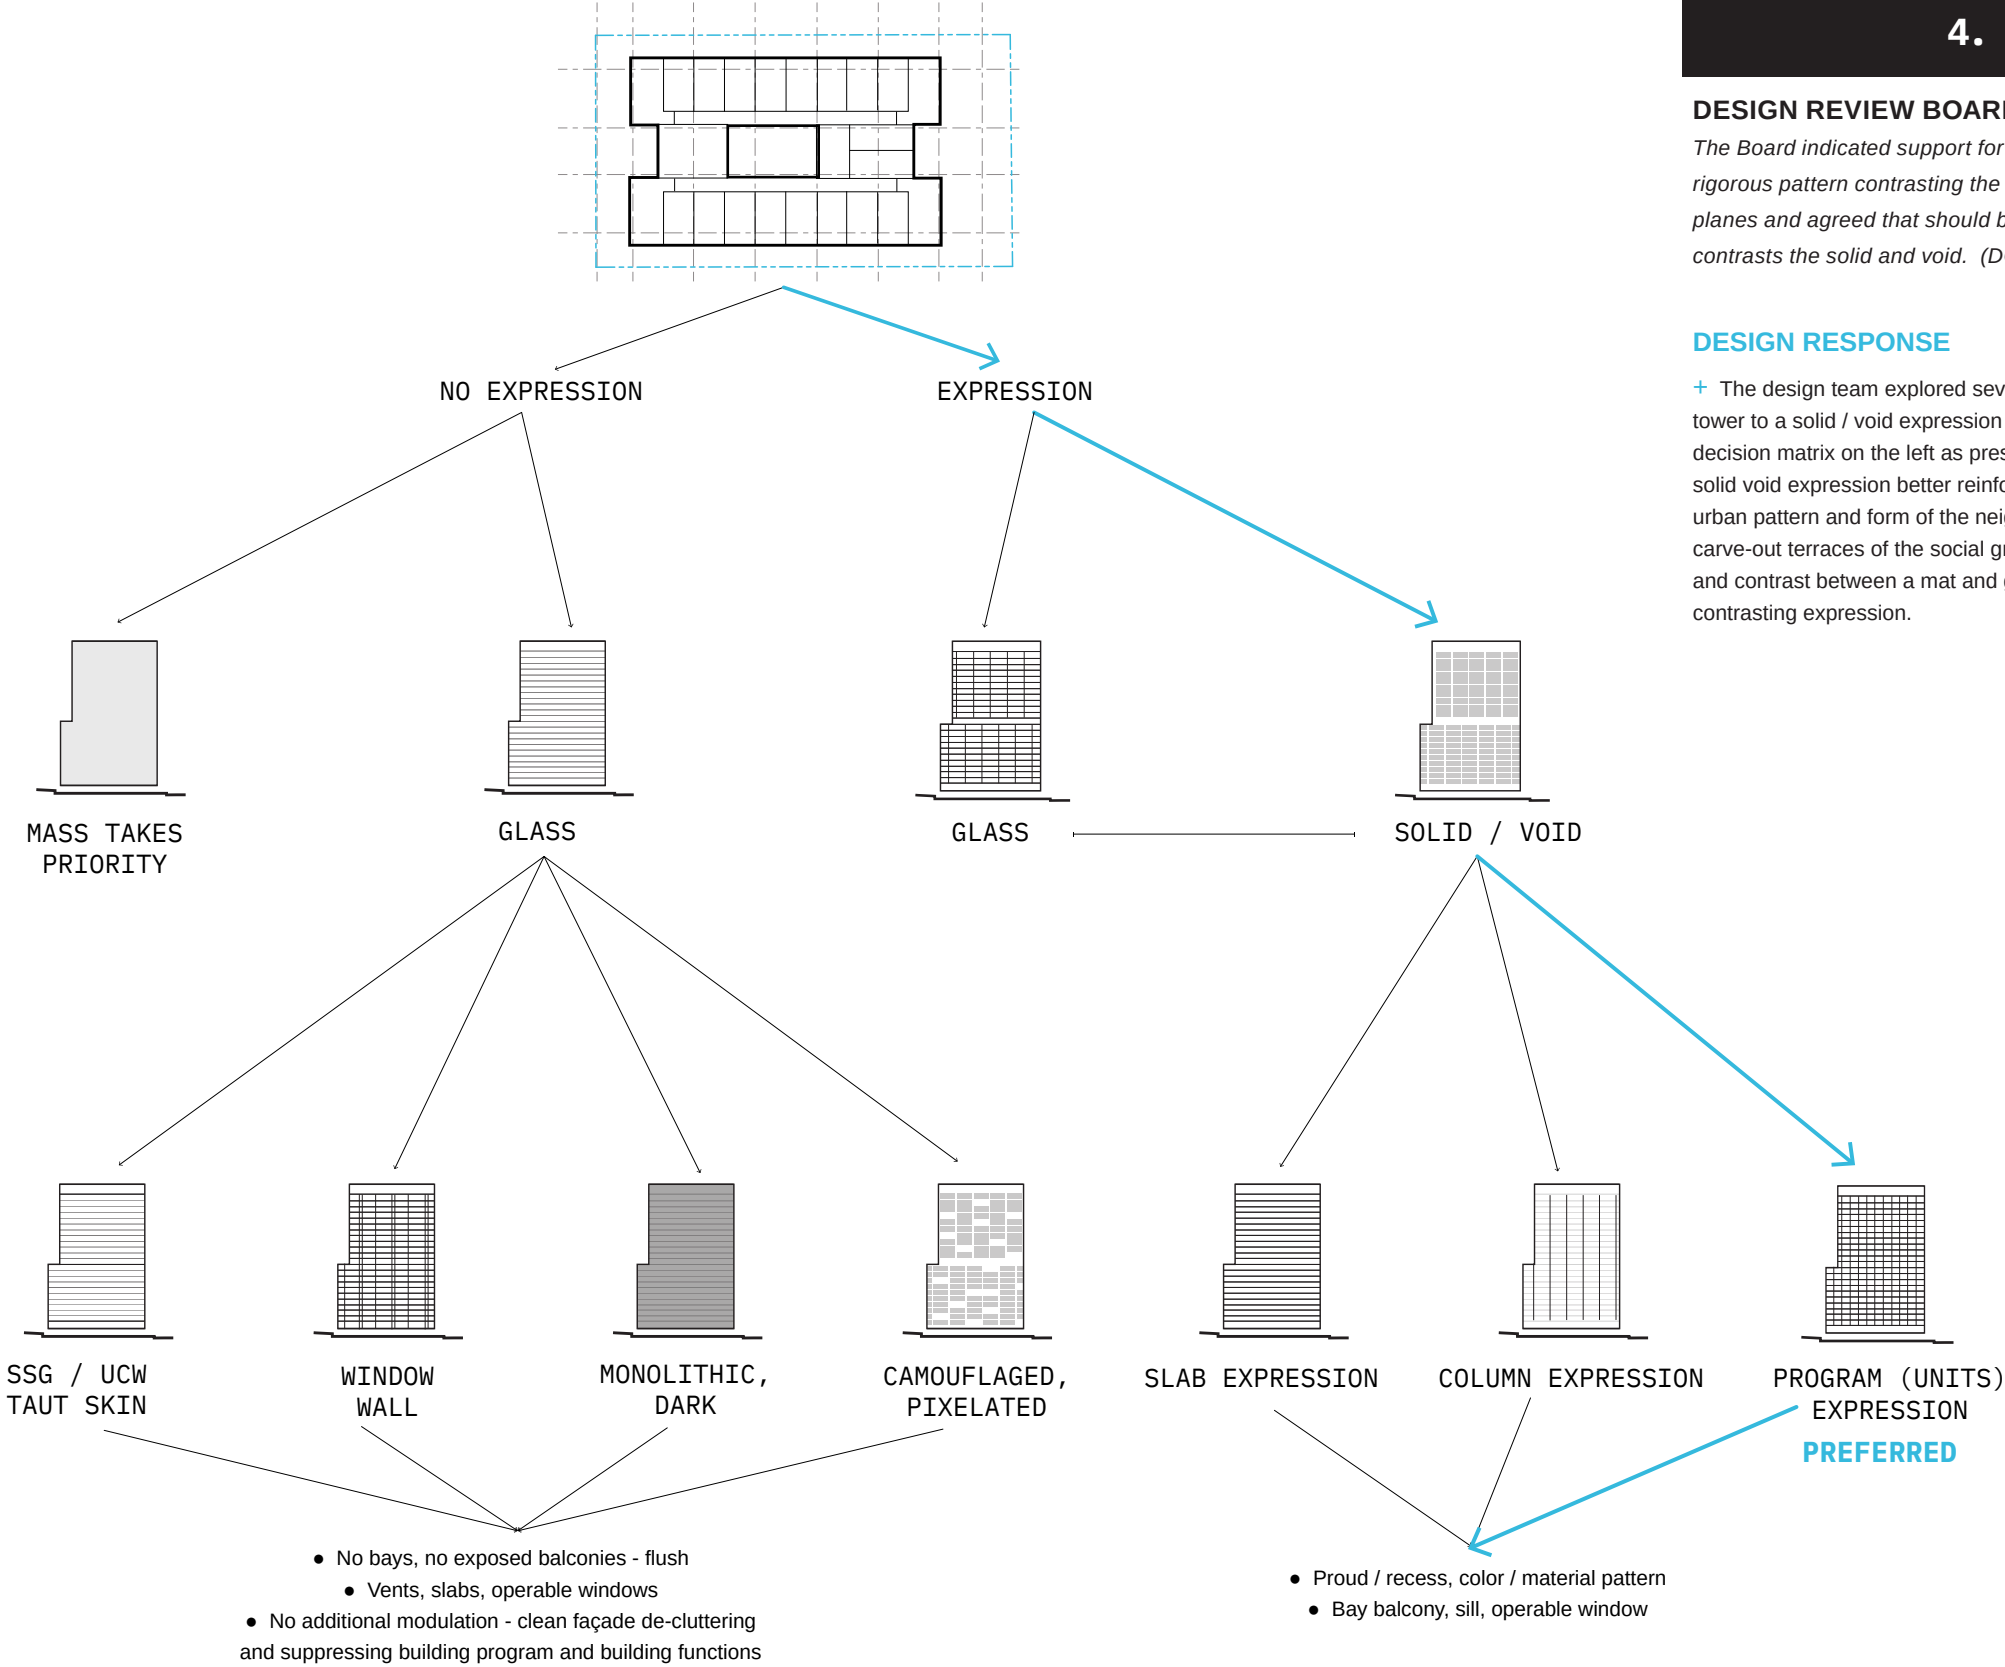 4.
DESIGN REVIEW BOARD
The Board indicated support for
rigorous pattern contrasting the
planes and agreed that should b
contrasts the solid and void. (D
DESIGN RESPONSE
+ The design team explored sev
tower to a solid / void expression
decision matrix on the left as pres
solid void expression better reinfo
urban pattern and form of the nei
carve-out terraces of the social gr
and contrast between a mat and
contrasting expression.
NO EXPRESSION
EXPRESSION
MASS TAKES
PRIORITY
GLASS
GLASS
SOLID / VOID
SSG / UCW
TAUT SKIN
WINDOW
WALL
MONOLITHIC,
DARK
CAMOUFLAGED,
PIXELATED
SLAB EXPRESSION
COLUMN EXPRESSION
PROGRAM (UNITS)
EXPRESSION
PREFERRED
● No bays, no exposed balconies - flush
● Vents, slabs, operable windows
● No additional modulation - clean façade de-cluttering
and suppressing building program and building functions
● Proud / recess, color / material pattern
● Bay balcony, sill, operable window